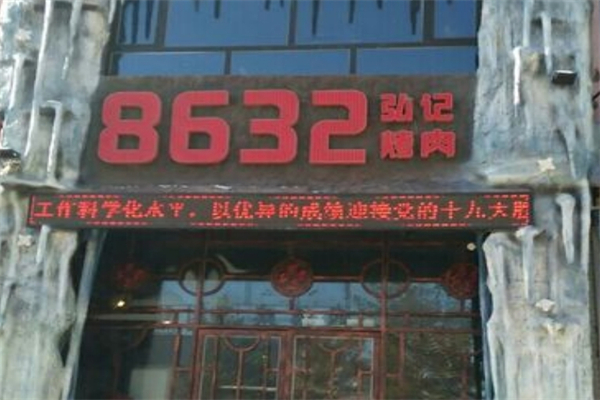 8632 弘记
烤肉
工作科学化水平，以优异的成绩迎接党的十九大胜